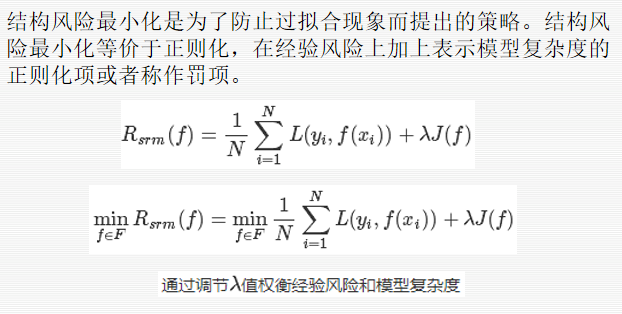 结构风险最小化是为了防止过拟合现象而提出的策略。结构风
险最小化等价于正则化，在经验风险上加上表示模型复杂度的
正则化项或者称作罚项。
R_{srm}(f) = \frac{1}{N} \sum_{i=1}^{N} L(y_i, f(x_i)) + λJ(f)
\min_{f∈F} R_{srm}(f) = \min_{f∈F} \frac{1}{N} \sum_{i=1}^{N} L(y_i, f(x_i)) + λJ(f)
通过调节λ值权衡经验风险和模型复杂度